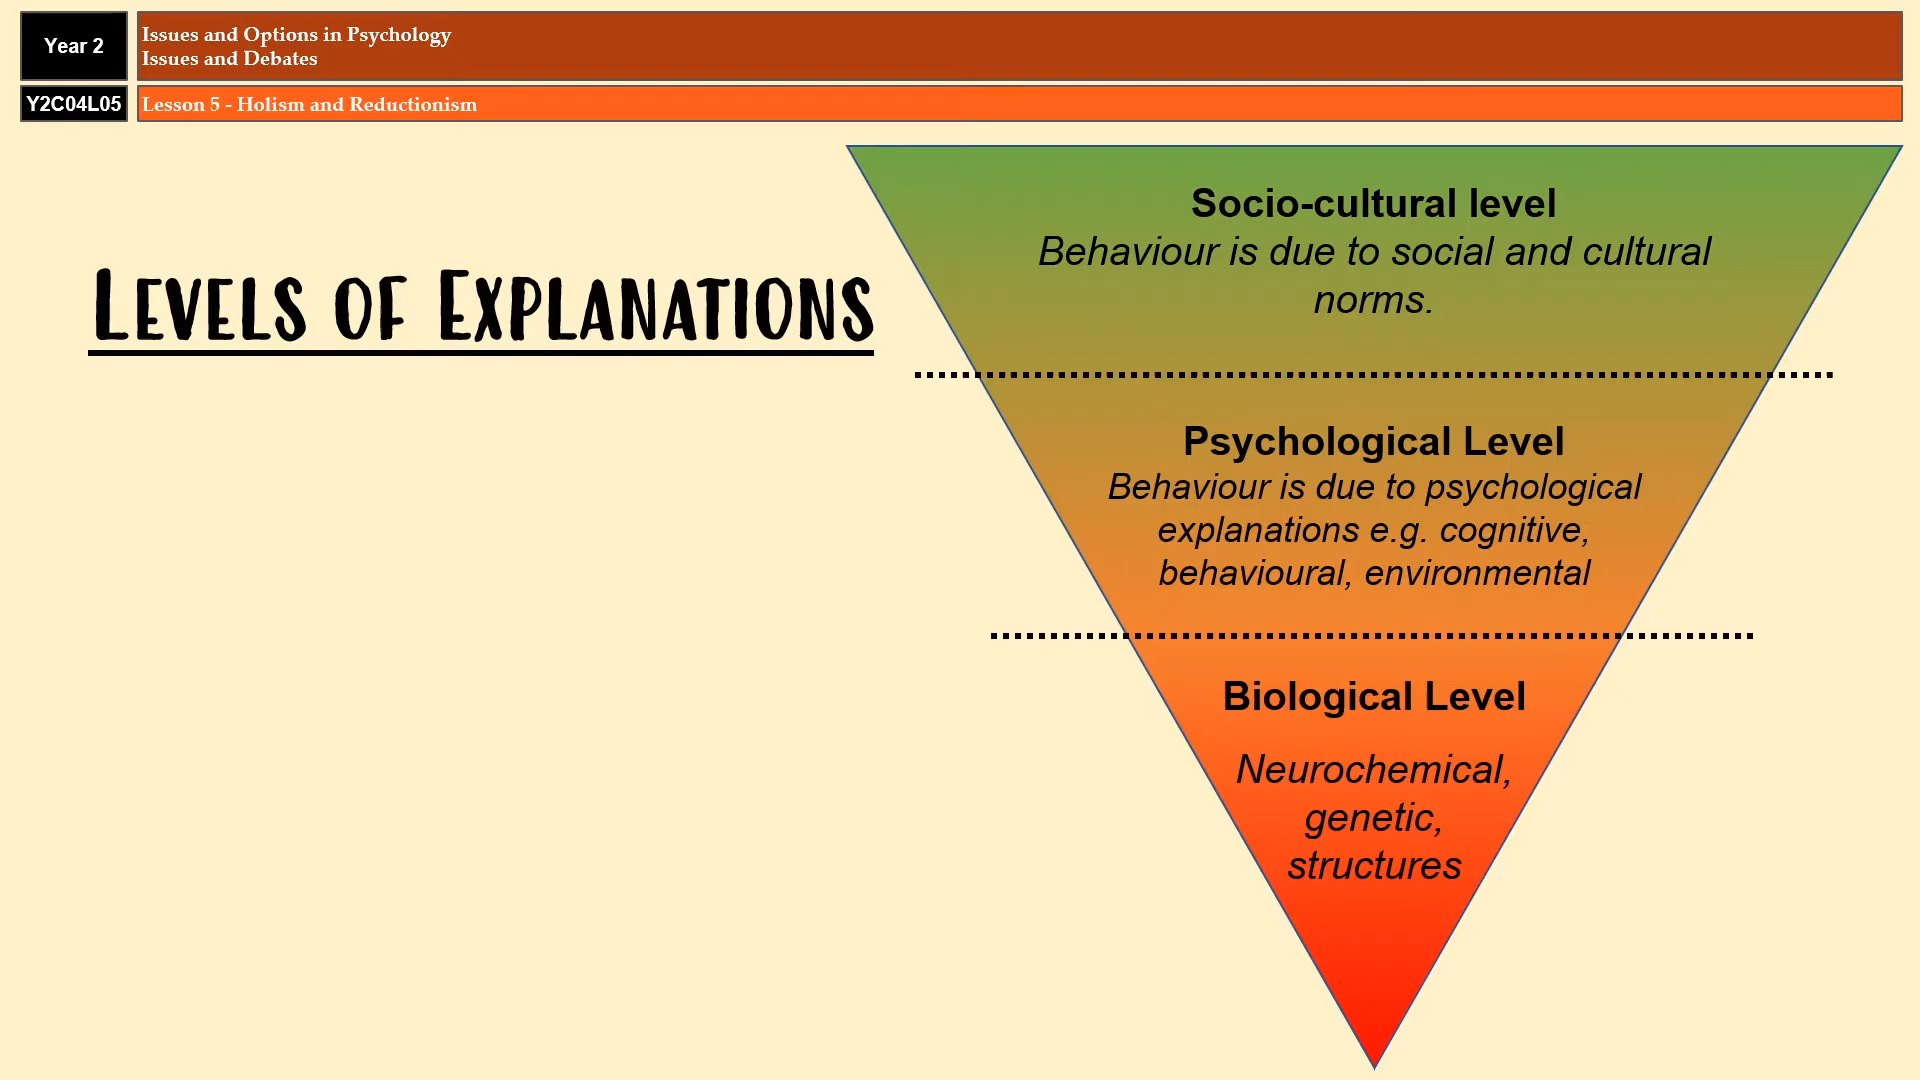 Year 2
Issues and Options in Psychology
Issues and Debates
Y2C04L05
Lesson 5 - Holism and Reductionism
Levels of Explanations
Socio-cultural level
Behaviour is due to social and cultural
norms.
Psychological Level
Behaviour is due to psychological
explanations e.g. cognitive,
behavioural, environmental
Biological Level
Neurochemical,
genetic,
structures